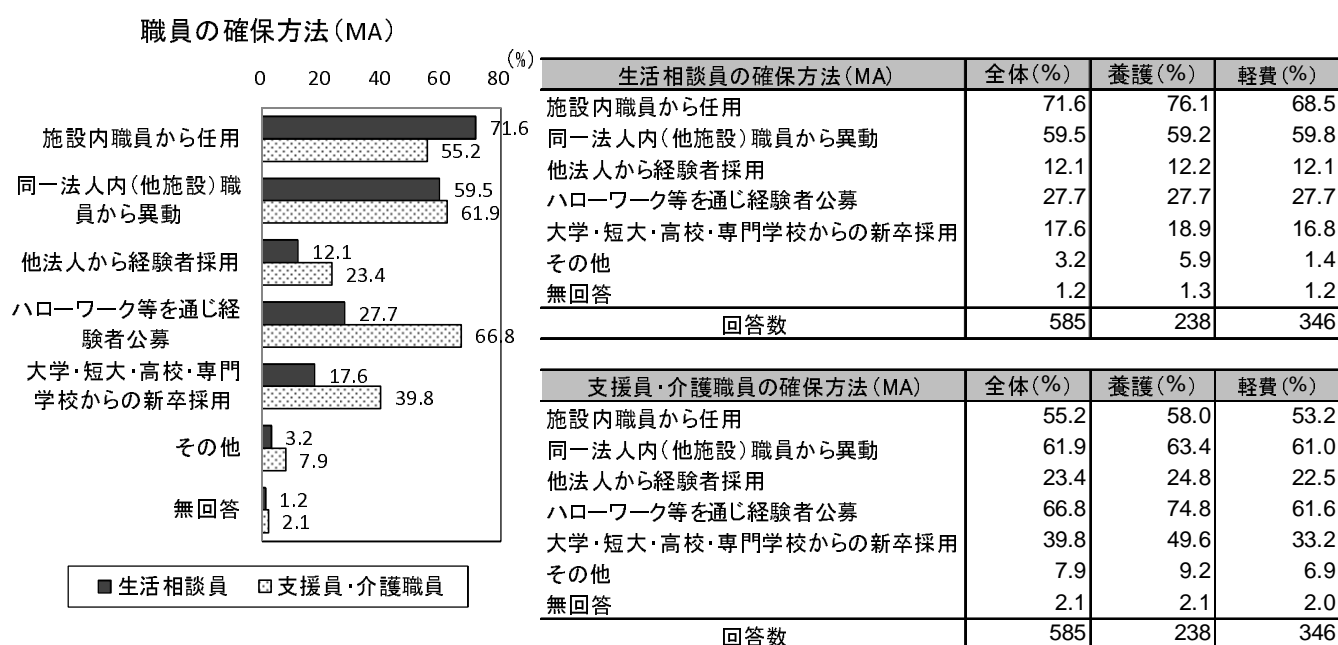 職員の確保方法(MA)
(%)
0 20 40 60 80
施設内職員から任用
71.6
55.2
同一法人内(他施設)職
員から異動
59.5
61.9
他法人から経験者採用
12.1
23.4
ハローワーク等を通じ経
験者公募
27.7
66.8
大学・短大・高校・専門
学校からの新卒採用
17.6
39.8
その他
3.2
7.9
無回答
1.2
2.1
■生活相談員 支援員・介護職員
生活相談員の確保方法(MA) 全体(%) 養護(%) 軽費(%)
施設内職員から任用 71.6 76.1 68.5
同一法人内(他施設)職員から異動 59.5 59.2 59.8
他法人から経験者採用 12.1 12.2 12.1
ハローワーク等を通じ経験者公募 27.7 27.7 27.7
大学・短大・高校・専門学校からの新卒採用 17.6 18.9 16.8
その他 3.2 5.9 1.4
無回答 1.2 1.3 1.2
回答数 585 238 346
支援員・介護職員の確保方法(MA) 全体(%) 養護(%) 軽費(%)
施設内職員から任用 55.2 58.0 53.2
同一法人内(他施設)職員から異動 61.9 63.4 61.0
他法人から経験者採用 23.4 24.8 22.5
ハローワーク等を通じ経験者公募 66.8 74.8 61.6
大学・短大・高校・専門学校からの新卒採用 39.8 49.6 33.2
その他 7.9 9.2 6.9
無回答 2.1 2.1 2.0
回答数 585 238 346